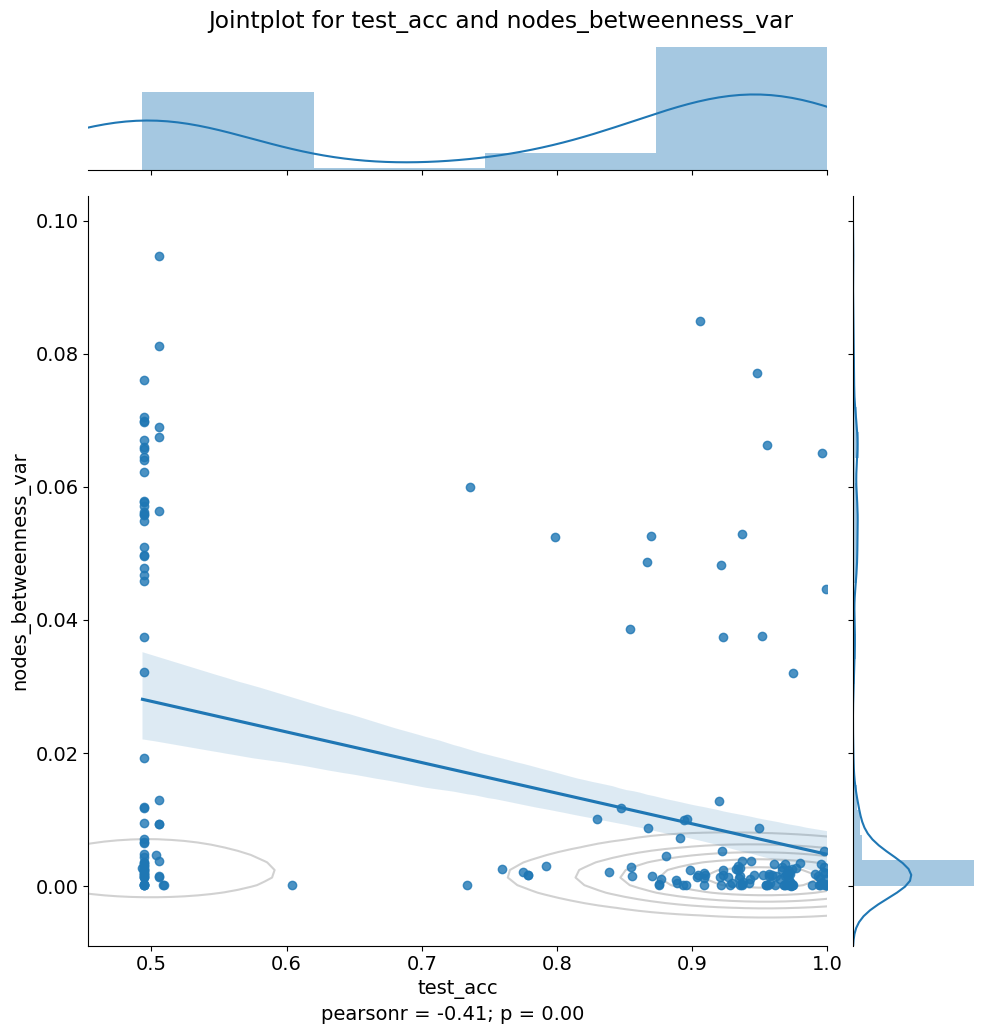 Jointplot for test_acc and nodes_betweenness_var
0.10
0.08
0.06
0.04
0.02
0.00
nodes_betweenness_var
0.5 0.6 0.7 0.8 0.9 1.0
test_acc
pearsonr = -0.41; p = 0.00